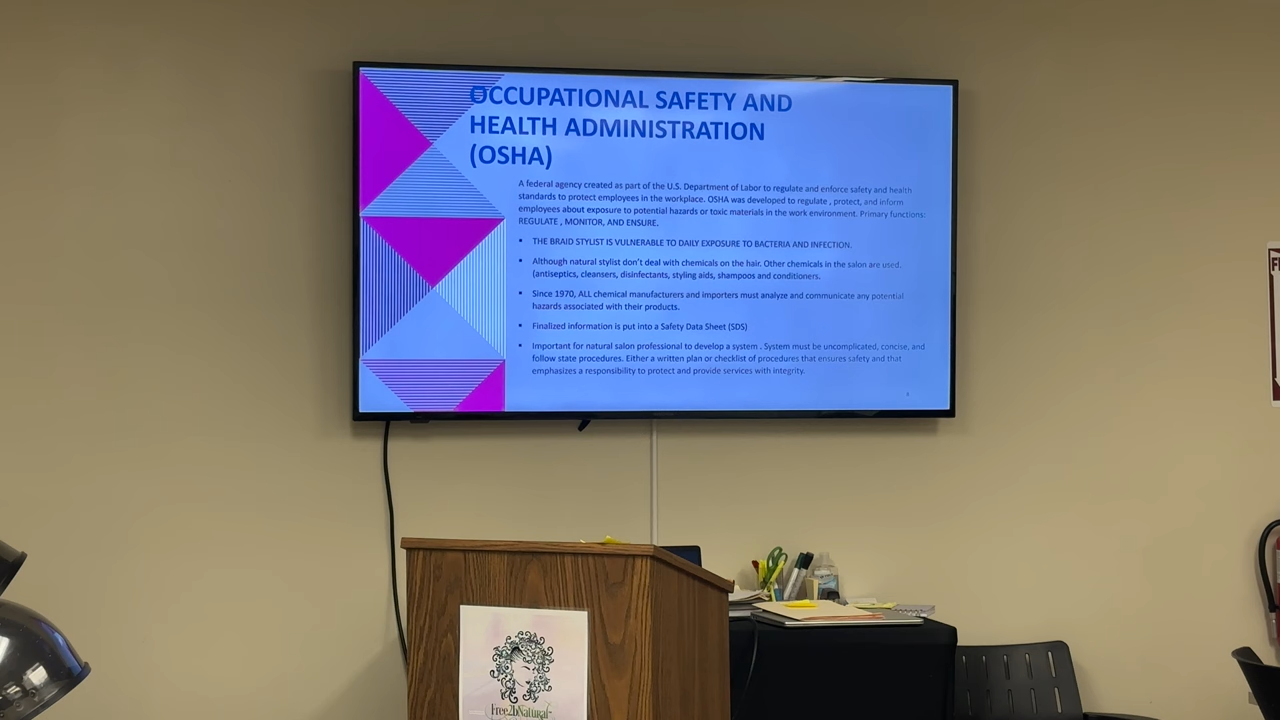 OCCUPATIONAL SAFETY AND
HEALTH ADMINISTRATION
(OSHA)
A federal agency created as part of the U.S. Department of Labor to regulate and enforce safety and health
standards to protect employees in the workplace. OSHA was developed to regulate , protect, and inform
employees about exposure to potential hazards or toxic materials in the work environment. Primary functions:
REGULATE , MONITOR, AND ENSURE.
▪ THE BRAID STYLIST IS VULNERABLE TO DAILY EXPOSURE TO BACTERIA AND INFECTION.
▪ Although natural stylist don't deal with chemicals on the hair. Other chemicals in the salon are used.
(antiseptics, cleansers, disinfectants, styling aids, shampoos and conditioners.
▪ Since 1970, ALL chemical manufacturers and importers must analyze and communicate any potential
hazards associated with their products.
▪ Finalized information is put into a Safety Data Sheet (SDS)
▪ Important for natural salon professional to develop a system . System must be uncomplicated, concise, and
follow state procedures. Either a written plan or checklist of procedures that ensures safety and that
emphasizes a responsibility to protect and provide services with integrity.
Free2bNatural